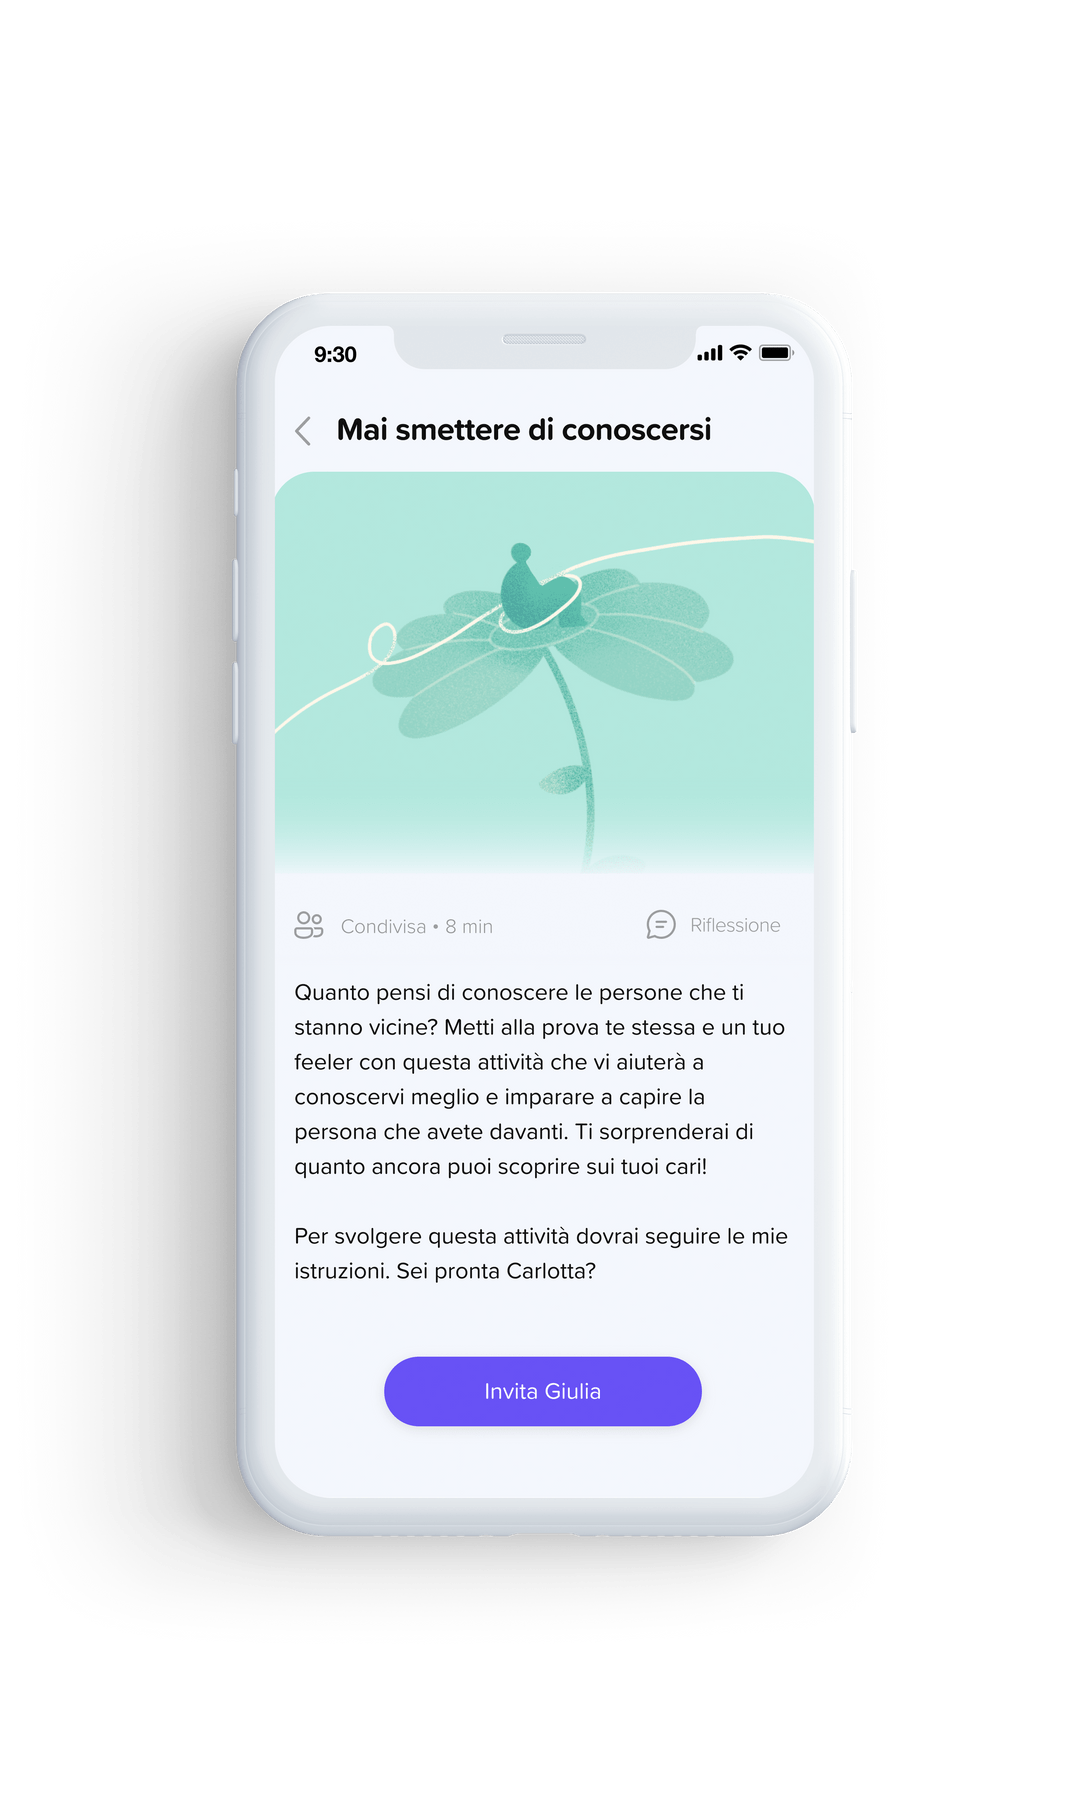 9:30
Mai smettere di conoscersi
Condivisa • 8 min
Riflessione
Quanto pensi di conoscere le persone che ti
stanno vicine? Metti alla prova te stessa e un tuo
feeler con questa attività che vi aiuterà a
conoscervi meglio e imparare a capire la
persona che avete davanti. Ti sorprenderai di
quanto ancora puoi scoprire sui tuoi cari!
Per svolgere questa attività dovrai seguire le mie
istruzioni. Sei pronta Carlotta?
Invita Giulia